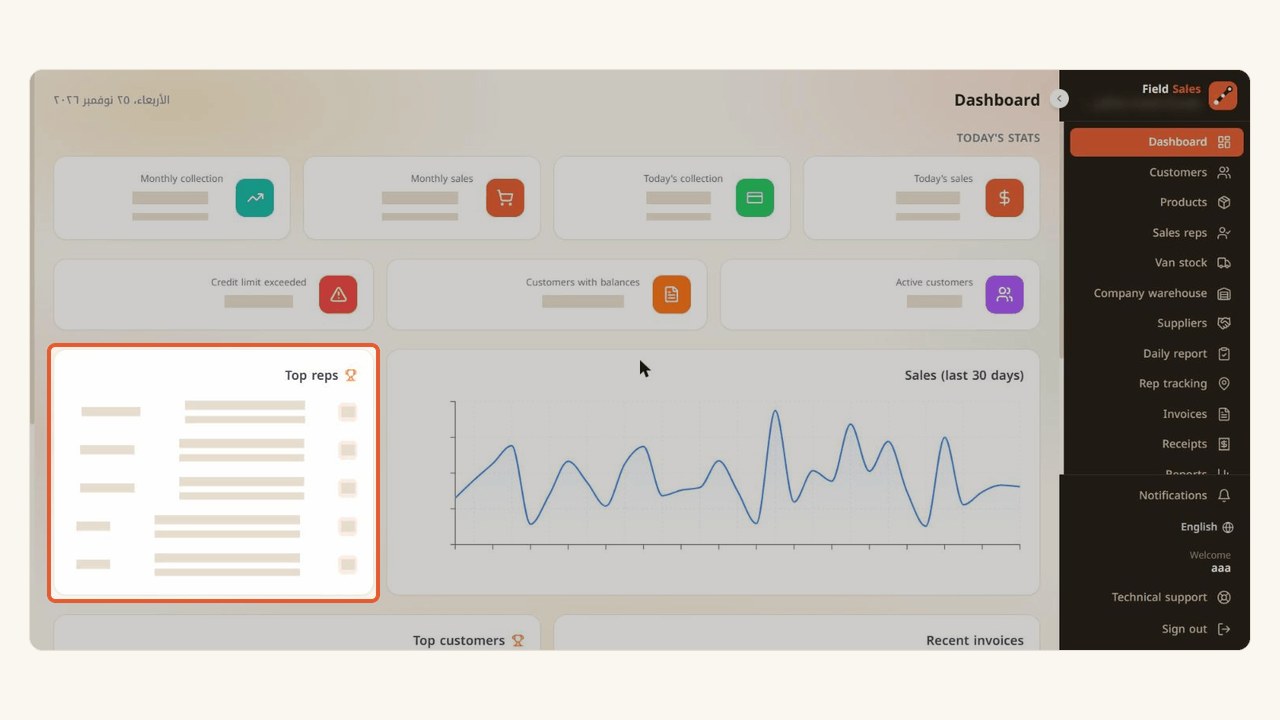 الأربعاء، ٢٥ نوفمبر ٢٠٢٦
Dashboard
TODAY'S STATS
Today's sales
Today's collection
Monthly sales
Monthly collection
Active customers
Customers with balances
Credit limit exceeded
Sales (last 30 days)
Top reps
Recent invoices
Top customers
Field Sales
Dashboard
Customers
Products
Sales reps
Van stock
Company warehouse
Suppliers
Daily report
Rep tracking
Invoices
Receipts
Reports
Notifications
English
Welcome
aaa
Technical support
Sign out